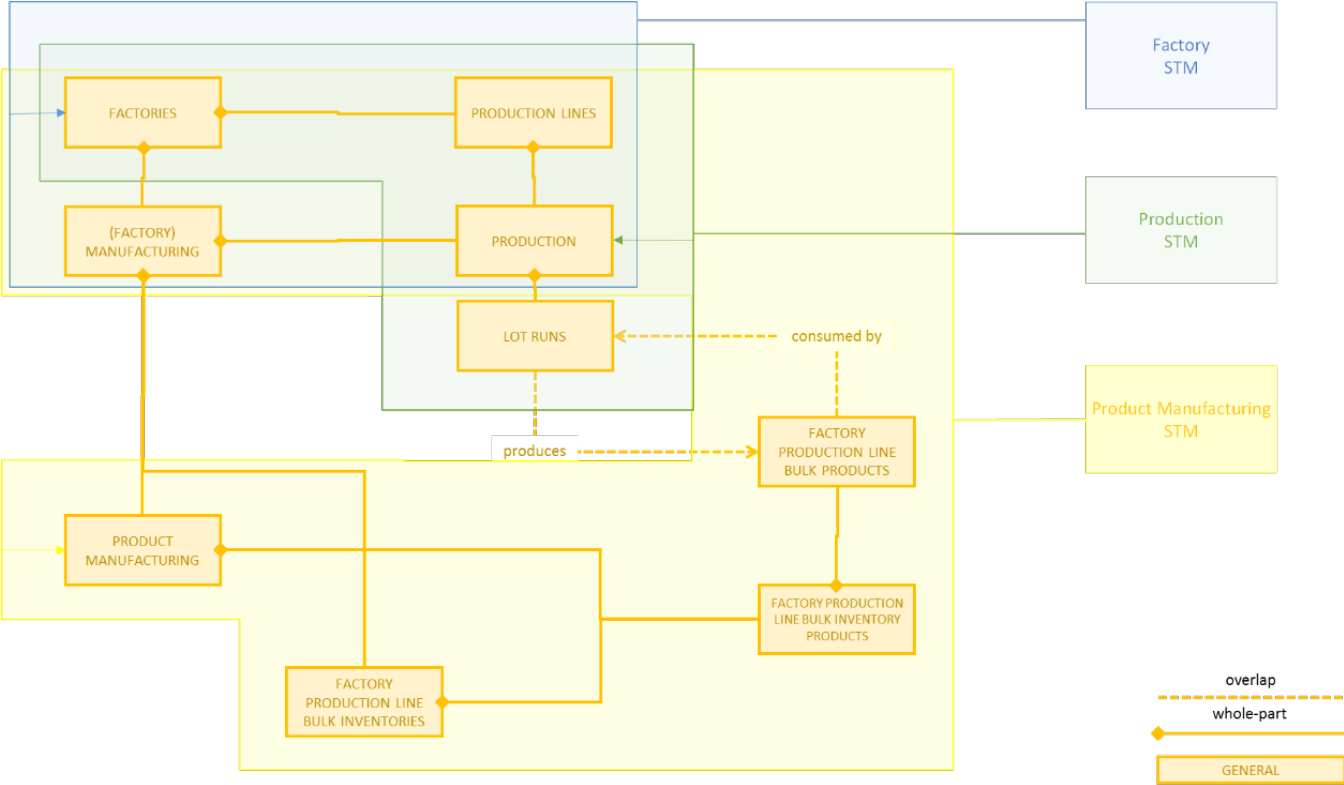 Factory
STM
FACTORIES
PRODUCTION LINES
Production
STM
(FACTORY)
MANUFACTURING
PRODUCTION
LOT RUNS
consumed by
Product Manufacturing
STM
produces
FACTORY
PRODUCTION LINE
BULK PRODUCTS
PRODUCT
MANUFACTURING
FACTORY PRODUCTION
LINE BULK INVENTORY
PRODUCTS
FACTORY
PRODUCTION LINE
BULK INVENTORIES
overlap
whole-part
GENERAL